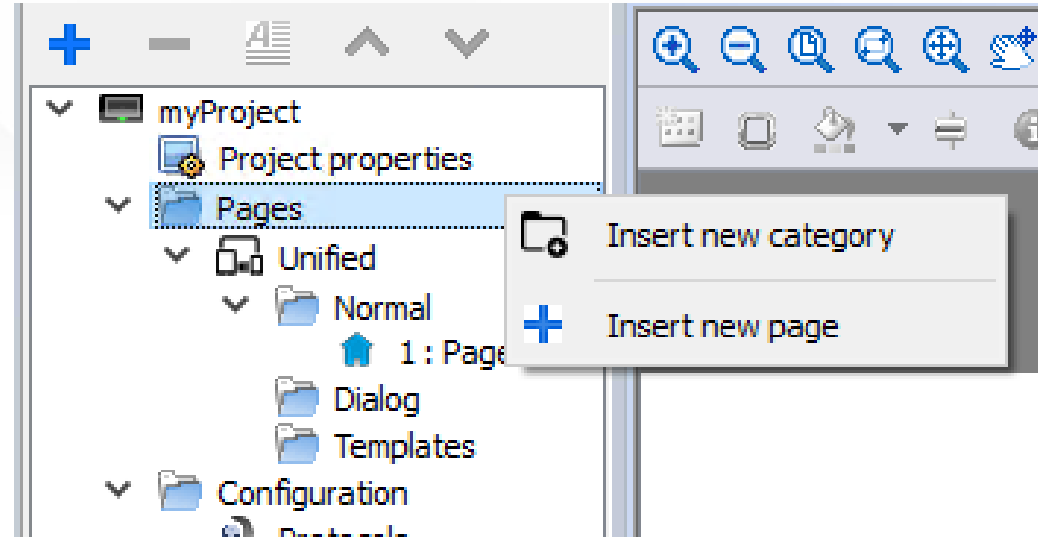 myProject
Project properties
Pages
Insert new category
Unified
Normal
Insert new page
1 : Page
Dialog
Templates
Configuration